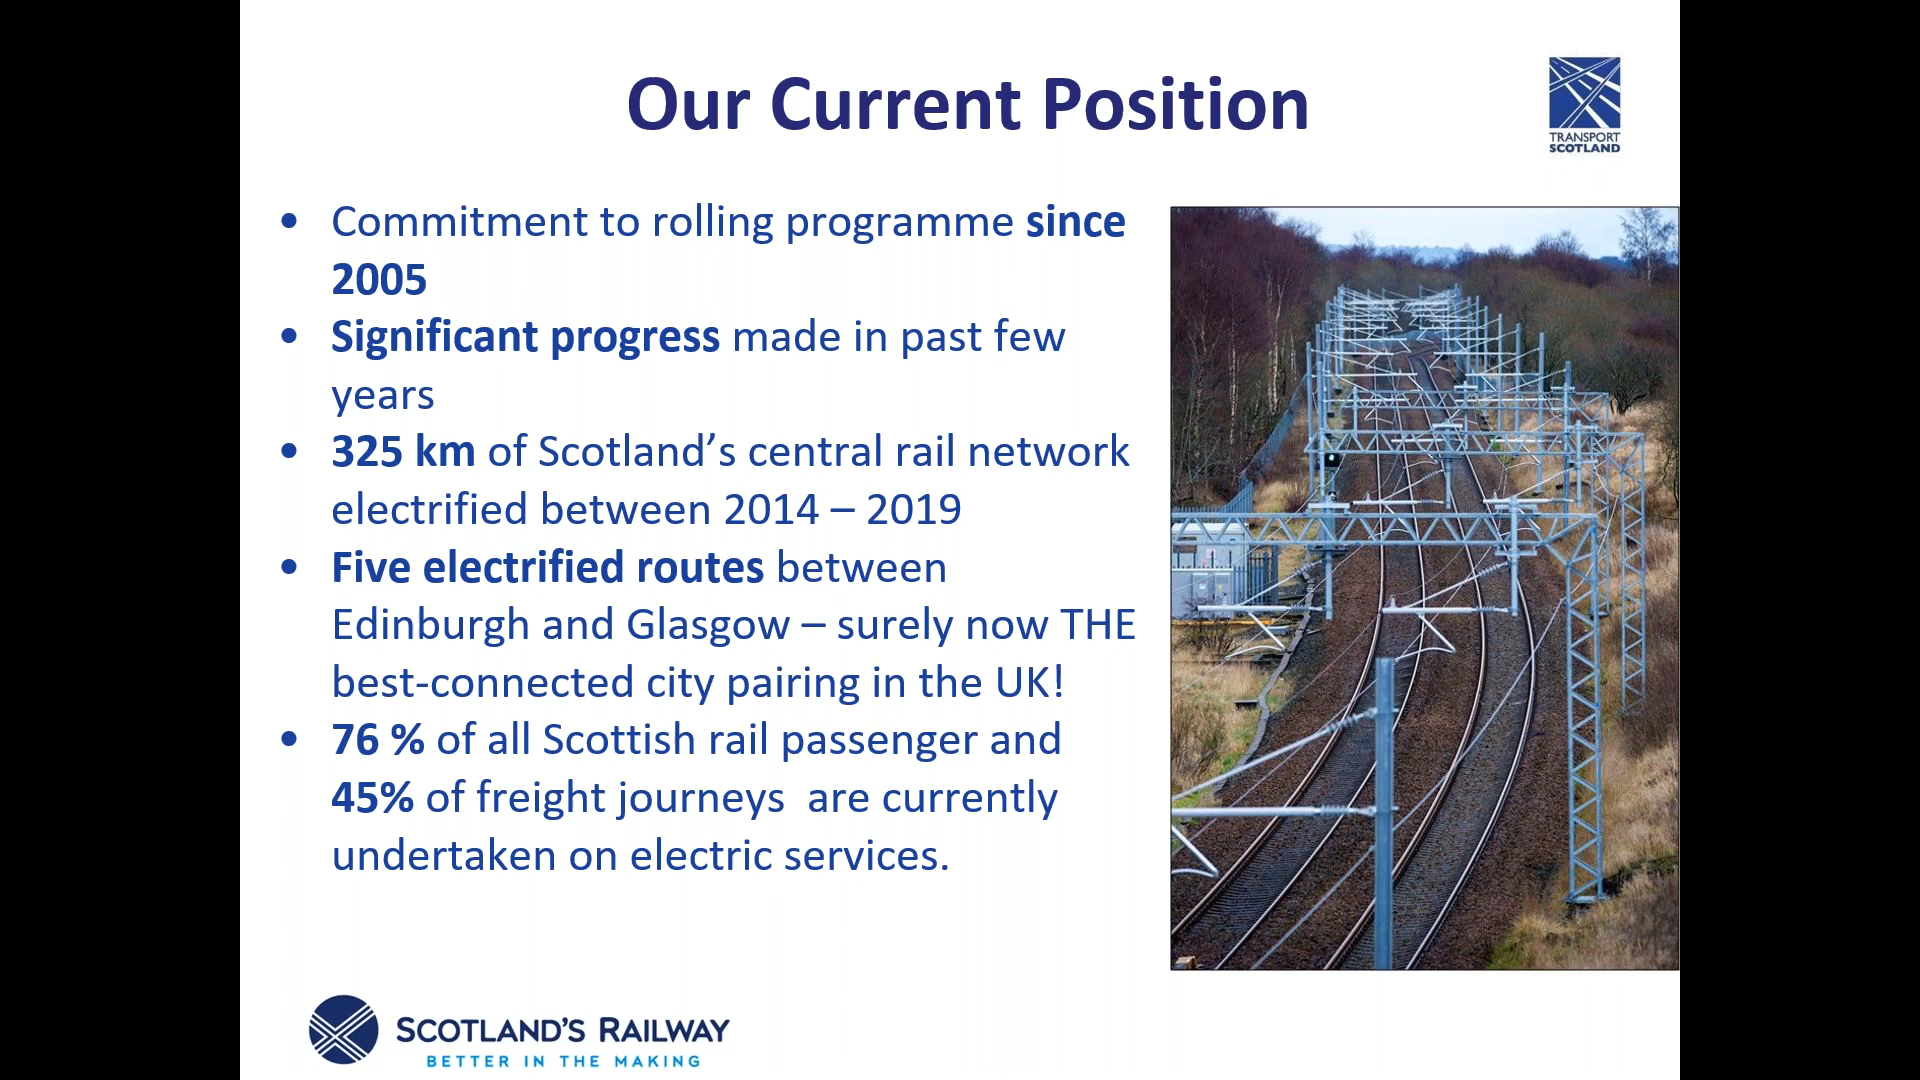 Our Current Position
TRANSPORT
SCOTLAND
• Commitment to rolling programme since
2005
• Significant progress made in past few
years
• 325 km of Scotland’s central rail network
electrified between 2014 – 2019
• Five electrified routes between
Edinburgh and Glasgow – surely now THE
best-connected city pairing in the UK!
• 76 % of all Scottish rail passenger and
45% of freight journeys  are currently
undertaken on electric services.
SCOTLAND’S RAILWAY
BETTER IN THE MAKING